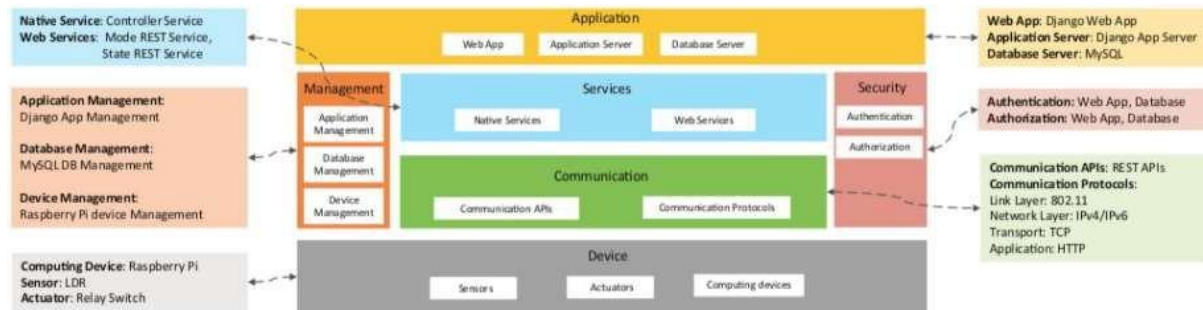 Native Service: Controller Service
Web Services: Mode REST Service,
State REST Service
Application Management:
Django App Management
Database Management:
MySQL DB Management
Device Management:
Raspberry Pi device Management
Computing Device: Raspberry Pi
Sensor: LDR
Actuator: Relay Switch
Application
Web App
Application Server
Database Server
Management
Application
Management
Database
Management
Device
Management
Services
Native Services
Web Services
Communication
Communication APIs
Communication Protocols
Security
Authentication
Authorization
Device
Sensors
Actuators
Computing devices
Web App: Django Web App
Application Server: Django App Server
Database Server: MySQL
Authentication: Web App, Database
Authorization: Web App, Database
Communication APIs: REST APIs
Communication Protocols:
Link Layer: 802.11
Network Layer: IPv4/IPv6
Transport: TCP
Application: HTTP